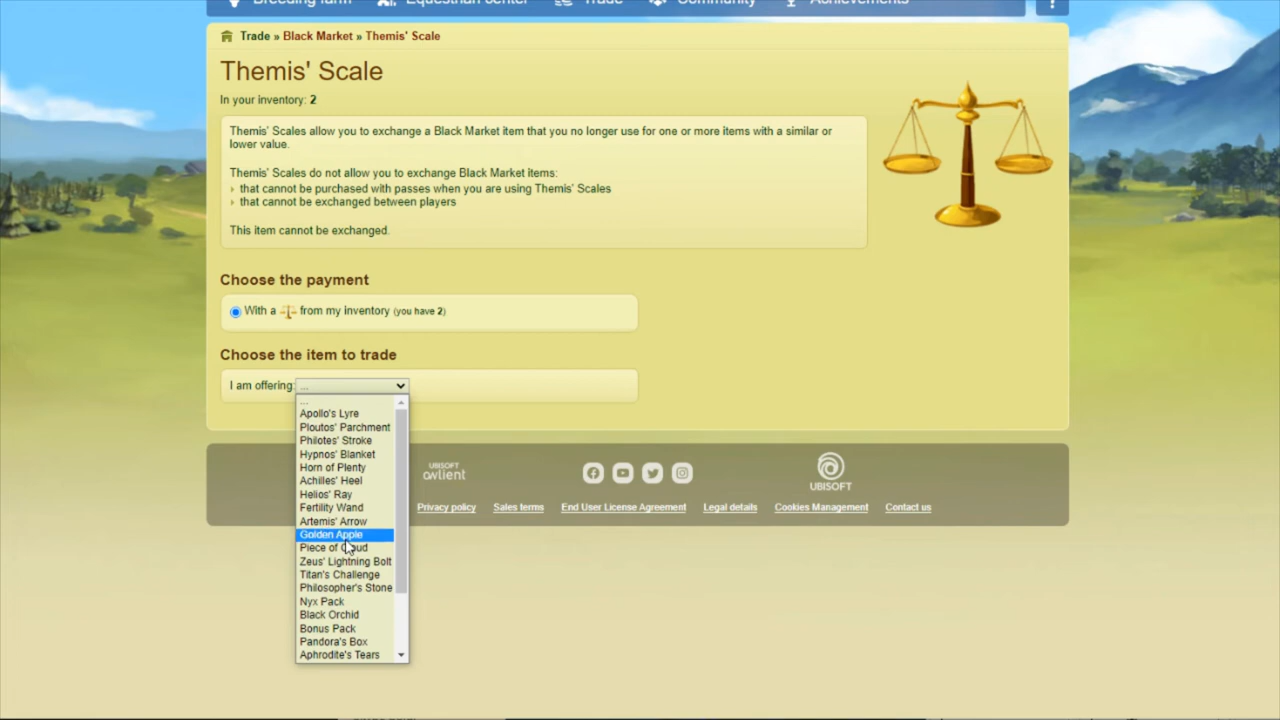 Breeding farm Equestrian center Trade Community Achievements
Trade » Black Market » Themis' Scale
Themis' Scale
In your inventory: 2
Themis' Scales allow you to exchange a Black Market item that you no longer use for one or more items with a similar or
lower value.
Themis' Scales do not allow you to exchange Black Market items:
that cannot be purchased with passes when you are using Themis' Scales
that cannot be exchanged between players
This item cannot be exchanged.
Choose the payment
With a from my inventory (you have 2)
Choose the item to trade
I am offering: ...
...
Apollo's Lyre
Ploutos' Parchment
Philotes' Stroke
Hypnos' Blanket
Horn of Plenty
Achilles' Heel
Helios' Ray
Fertility Wand
Artemis' Arrow
Golden Apple
Piece of Cloud
Zeus' Lightning Bolt
Titan's Challenge
Philosopher's Stone
Nyx Pack
Black Orchid
Bonus Pack
Pandora's Box
Aphrodite's Tears
UBISOFT
owlient
UBISOFT
Privacy policy Sales terms End User License Agreement Legal details Cookies Management Contact us